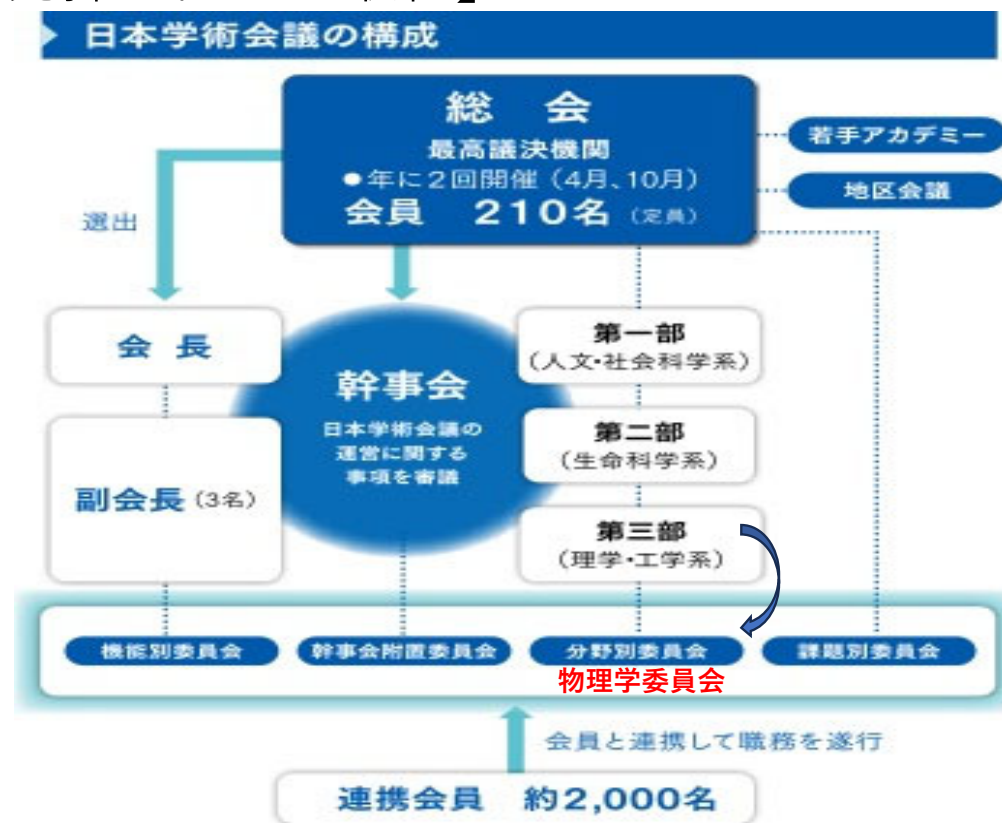 日本学術会議の構成
総 会
最高議決機関
●年に2回開催（4月、10月）
会員 210名（定員）
若手アカデミー
地区会議
選出
会 長
副会長（3名）
幹事会
日本学術会議の
運営に関する
事項を審議
第一部
（人文・社会科学系）
第二部
（生命科学系）
第三部
（理学・工学系）
機能別委員会
幹事会附置委員会
分野別委員会
課題別委員会
物理学委員会
会員と連携して職務を遂行
連携会員 約2,000名